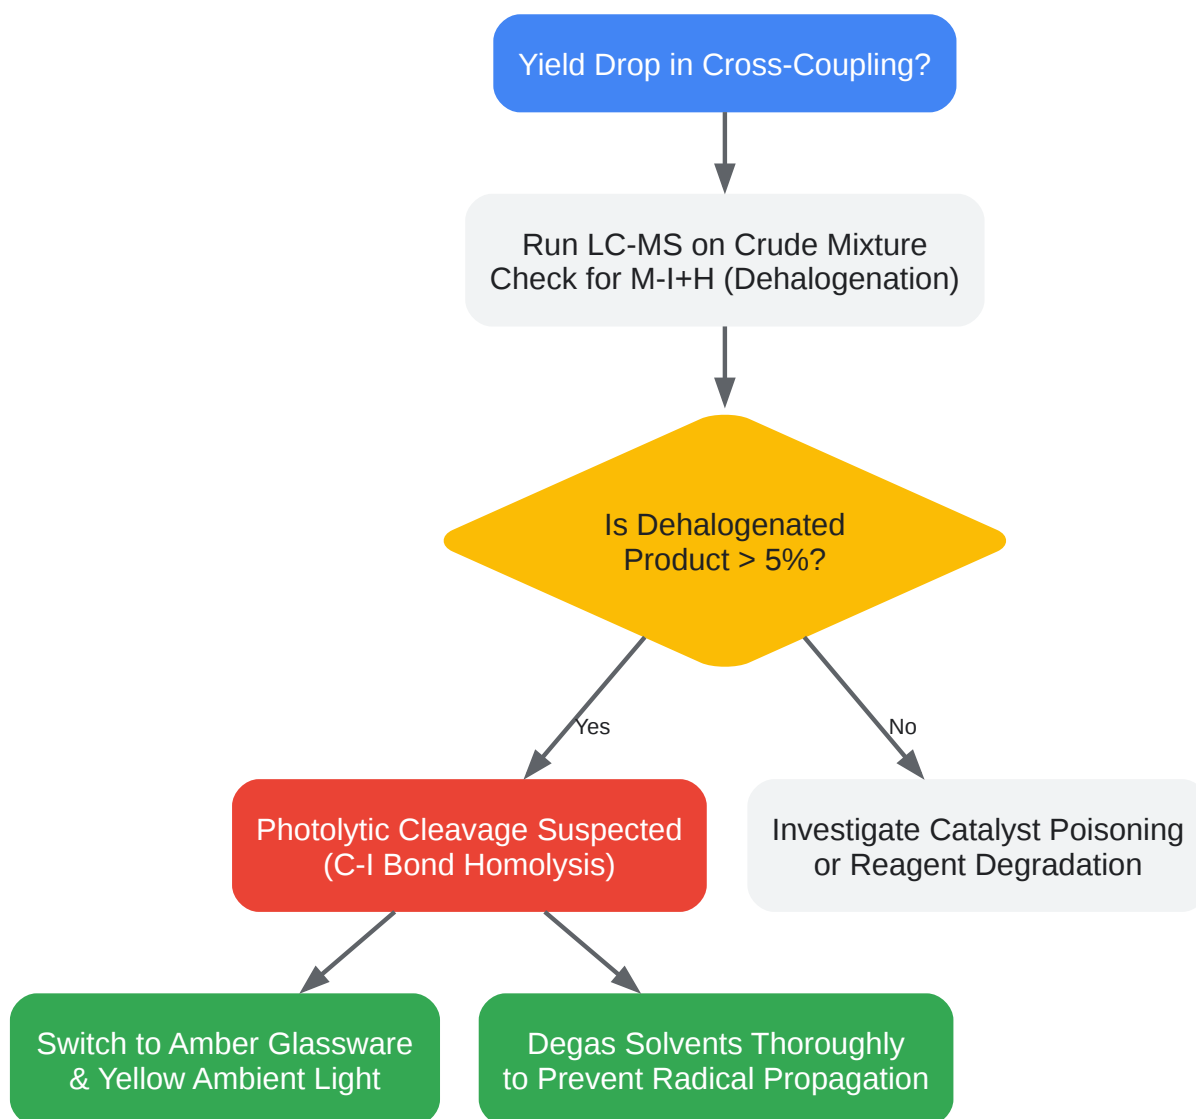 Yield Drop in Cross-Coupling?
Run LC-MS on Crude Mixture
Check for M-I+H (Dehalogenation)
Is Dehalogenated
Product > 5%?
Yes
No
Photolytic Cleavage Suspected
(C-I Bond Homolysis)
Investigate Catalyst Poisoning
or Reagent Degradation
Switch to Amber Glassware
& Yellow Ambient Light
Degas Solvents Thoroughly
to Prevent Radical Propagation